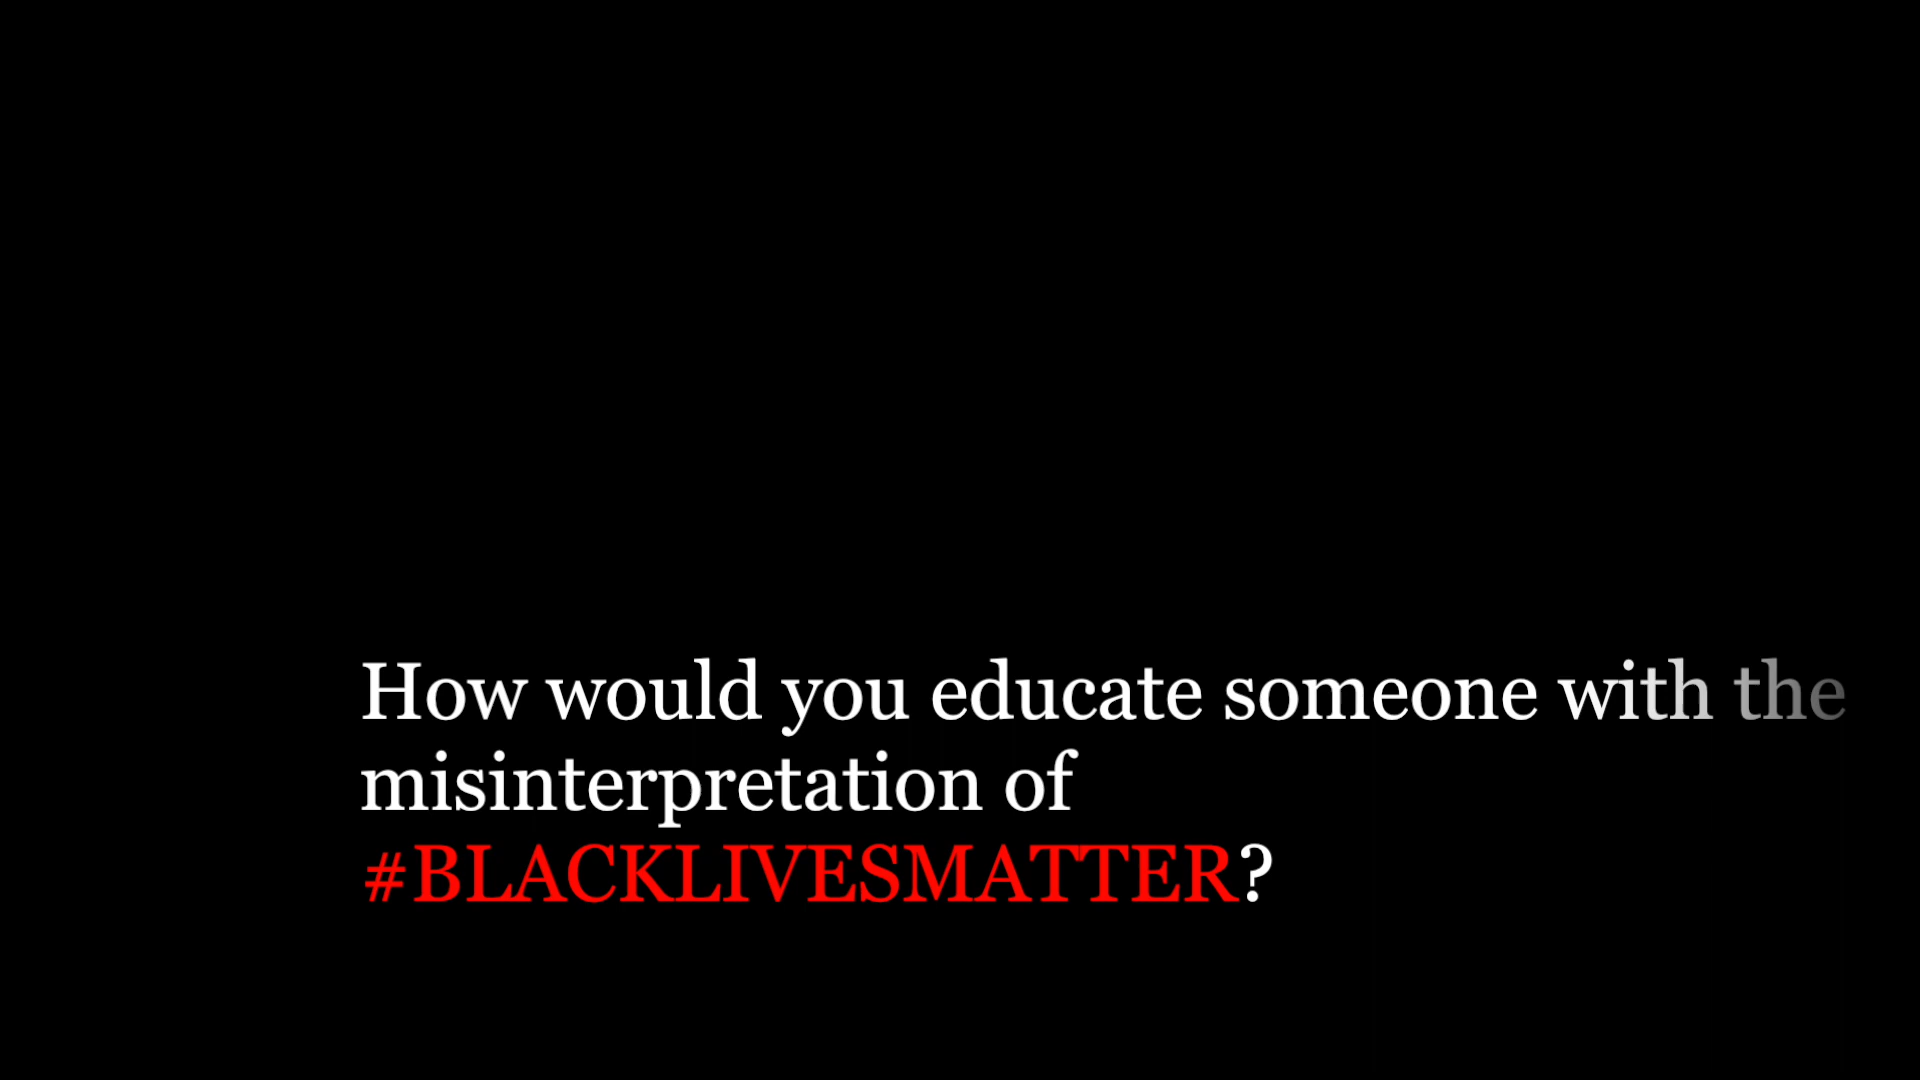 How would you educate someone with the
misinterpretation of
#BLACKLIVESMATTER?